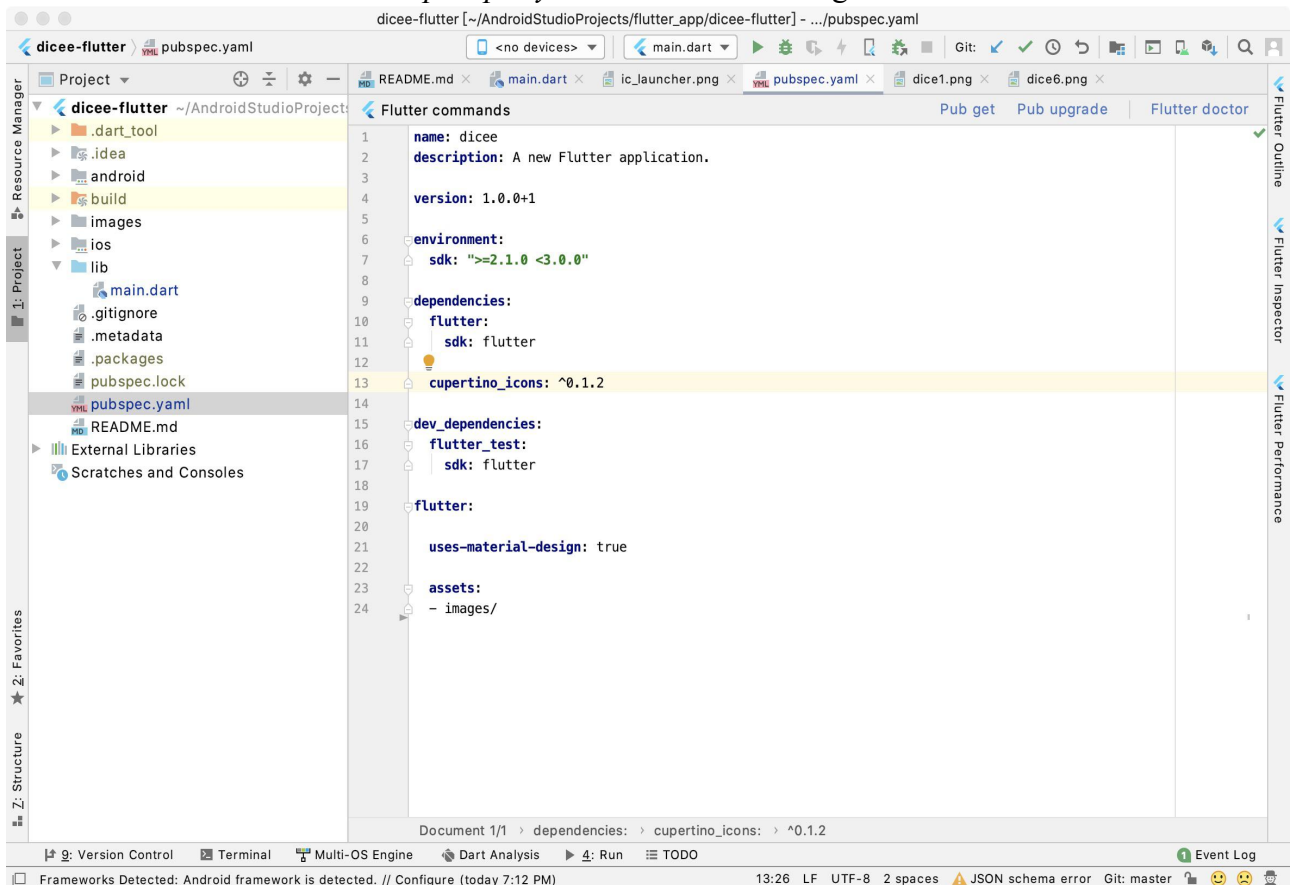 dicee-flutter [~/AndroidStudioProjects/flutter_app/dicee-flutter] - .../pubspec.yaml
dicee-flutter pubspec.yaml <no devices> main.dart Git:
Project README.md main.dart ic_launcher.png pubspec.yaml dice1.png dice6.png
dicee-flutter ~/AndroidStudioProject
.dart_tool
.idea
android
build
images
ios
lib
main.dart
.gitignore
.metadata
.packages
pubspec.lock
pubspec.yaml
README.md
External Libraries
Scratches and Consoles
Flutter commands Pub get Pub upgrade Flutter doctor
1 name: dicee
2 description: A new Flutter application.
3
4 version: 1.0.0+1
5
6 environment:
7 sdk: ">=2.1.0 <3.0.0"
8
9 dependencies:
10 flutter:
11 sdk: flutter
12
13 cupertino_icons: ^0.1.2
14
15 dev_dependencies:
16 flutter_test:
17 sdk: flutter
18
19 flutter:
20
21 uses-material-design: true
22
23 assets:
24 - images/
Resource Manager
1: Project
2: Favorites
7: Structure
Flutter Outline
Flutter Inspector
Flutter Performance
Document 1/1 › dependencies: › cupertino_icons: › ^0.1.2
9: Version Control Terminal Multi-OS Engine Dart Analysis 4: Run TODO 1 Event Log
Frameworks Detected: Android framework is detected. // Configure (today 7:12 PM) 13:26 LF UTF-8 2 spaces JSON schema error Git: master